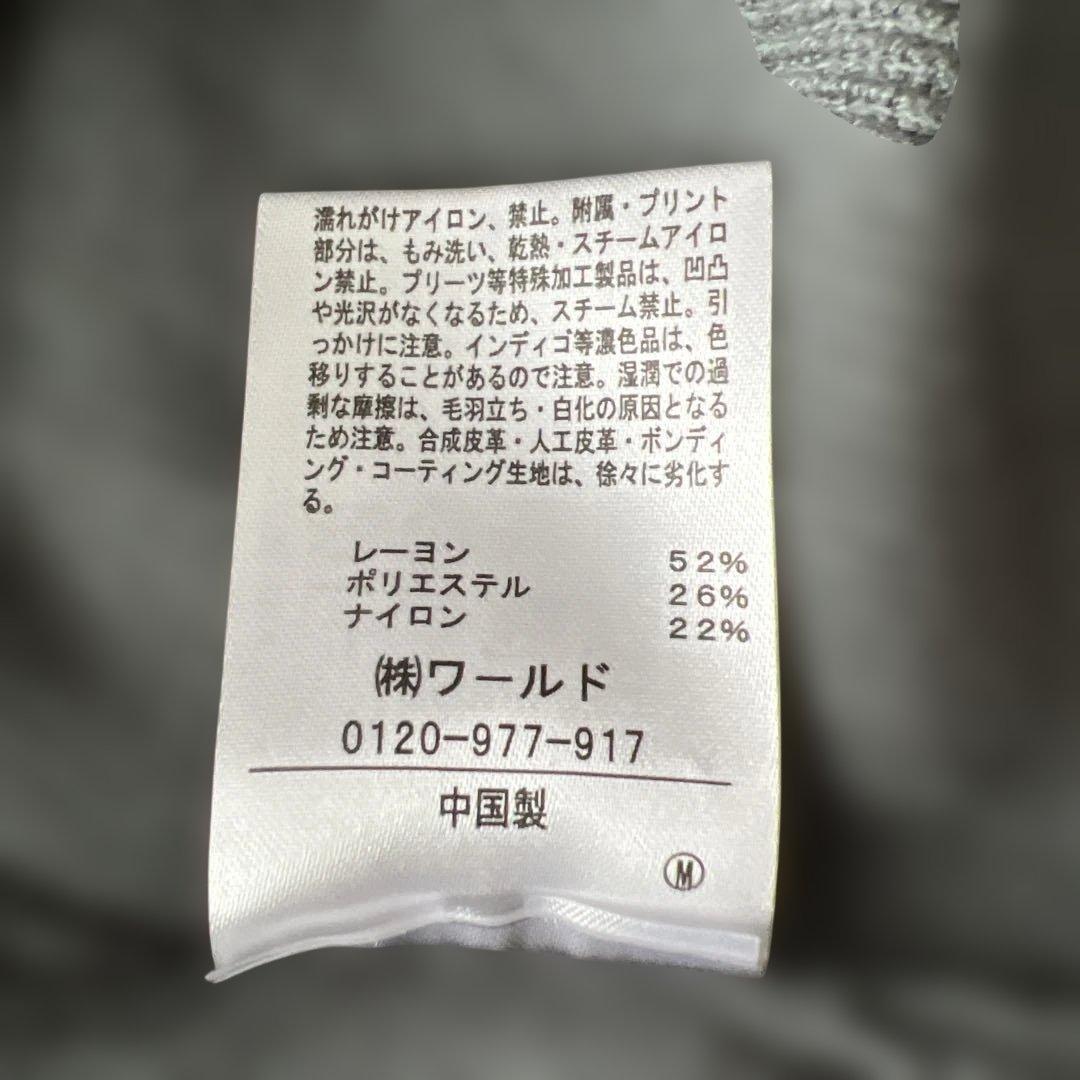 濡れがけアイロン、禁止。附属・プリント
部分は、もみ洗い、乾熱・スチームアイロ
ン禁止。プリーツ等特殊加工製品は、凹凸
や光沢がなくなるため、スチーム禁止。引
っかけに注意。インディゴ等濃色品は、色
移りすることがあるので注意。湿潤での過
剰な摩擦は、毛羽立ち・白化の原因となる
ため注意。合成皮革・人工皮革・ボンディ
ング・コーティング生地は、徐々に劣化す
る。
レーヨン 52%
ポリエステル 26%
ナイロン 22%
㈱ワールド
0120-977-917
中国製
Ⓜ